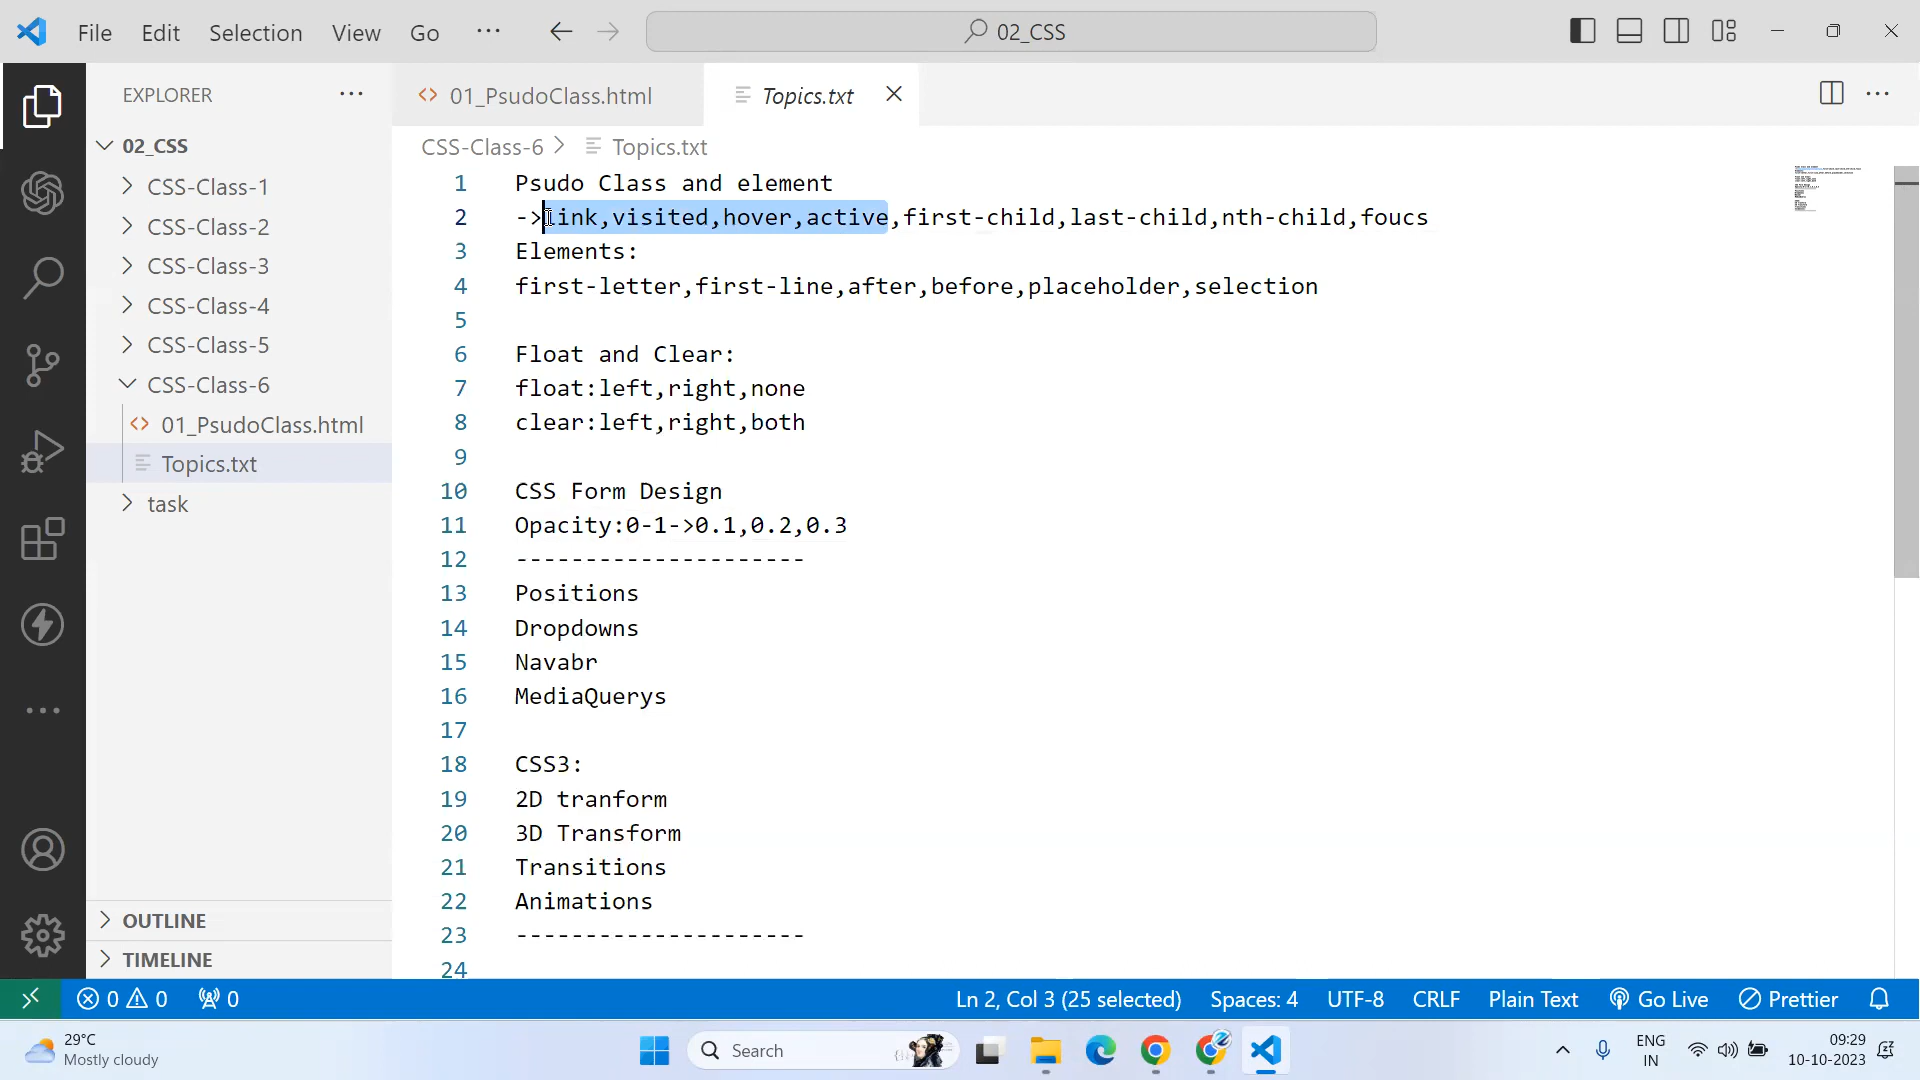 File Edit Selection View Go ··· 02_CSS
EXPLORER ···
01_PsudoClass.html
Topics.txt
02_CSS
CSS-Class-1
CSS-Class-2
CSS-Class-3
CSS-Class-4
CSS-Class-5
CSS-Class-6
01_PsudoClass.html
Topics.txt
task
OUTLINE
TIMELINE
CSS-Class-6 > Topics.txt
1 Psudo Class and element
2 ->link,visited,hover,active,first-child,last-child,nth-child,foucs
3 Elements:
4 first-letter,first-line,after,before,placeholder,selection
5
6 Float and Clear:
7 float:left,right,none
8 clear:left,right,both
9
10 CSS Form Design
11 Opacity:0-1->0.1,0.2,0.3
12 ---------------------
13 Positions
14 Dropdowns
15 Navabr
16 MediaQuerys
17
18 CSS3:
19 2D tranform
20 3D Transform
21 Transitions
22 Animations
23 ---------------------
24
0 0 0 Ln 2, Col 3 (25 selected) Spaces: 4 UTF-8 CRLF Plain Text Go Live Prettier
29°C
Mostly cloudy
Search
ENG
IN
09:29
10-10-2023